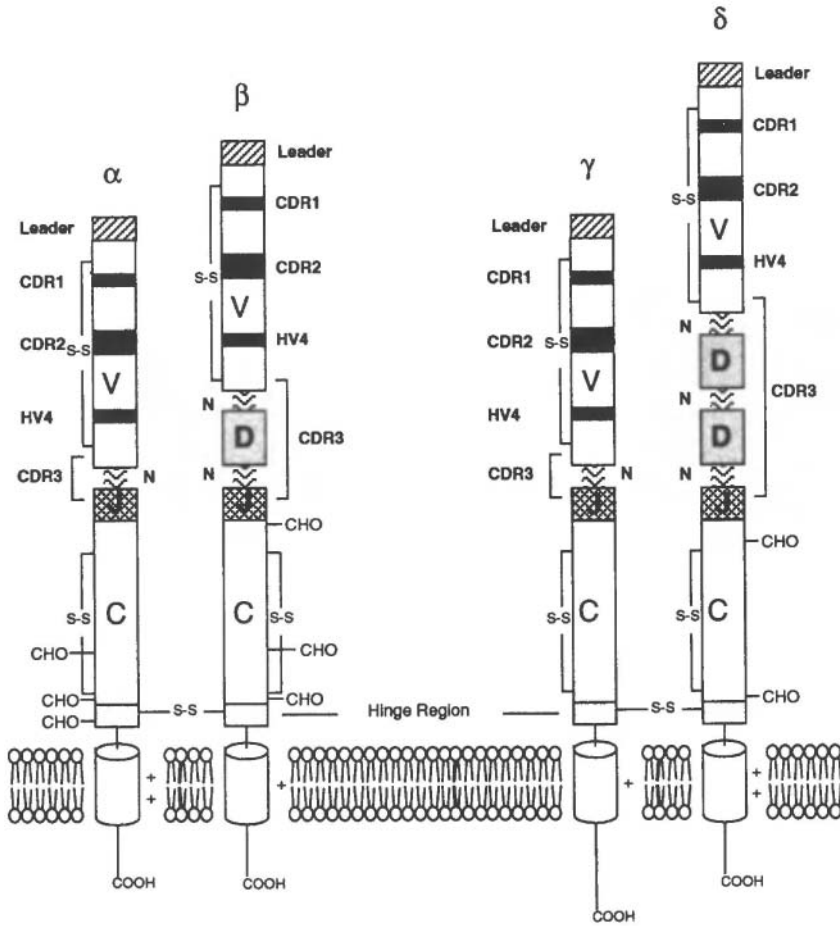 δ
Leader
β
CDR1
Leader
α
γ
CDR2
S-S
CDR1
V
Leader
Leader
HV4
CDR2
S-S
CDR1
CDR1
V
N
CDR2
S-S
HV4
CDR2
S-S
D
V
V
N
CDR3
HV4
N
HV4
D
D
CDR3
CDR3
N
N
CDR3
N
N
J
J
J
J
CHO
CHO
S-S
C
C
S-S
S-S
C
S-S
C
CHO
CHO
CHO
CHO
CHO
CHO
S-S
Hinge Region
S-S
+
+
+
+
+
+
COOH
COOH
COOH
COOH